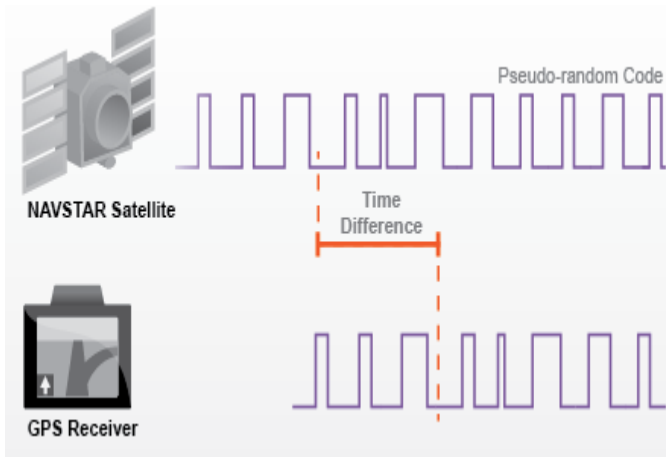 Pseudo-random Code
NAVSTAR Satellite
Time
Difference
GPS Receiver